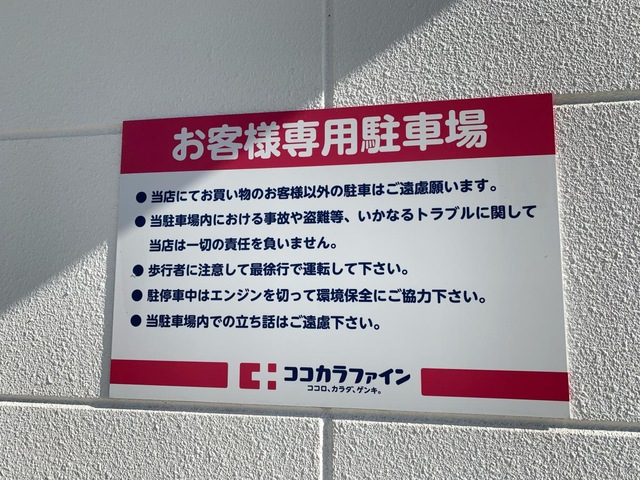 お客様専用駐車場
● 当店にてお買い物のお客様以外の駐車はご遠慮願います。
● 当駐車場内における事故や盗難等、いかなるトラブルに関して
当店は一切の責任を負いません。
● 歩行者に注意して最徐行で運転して下さい。
● 駐停車中はエンジンを切って環境保全にご協力下さい。
● 当駐車場内での立ち話はご遠慮下さい。
ココカラファイン
ココロ、カラダ、ゲンキ。